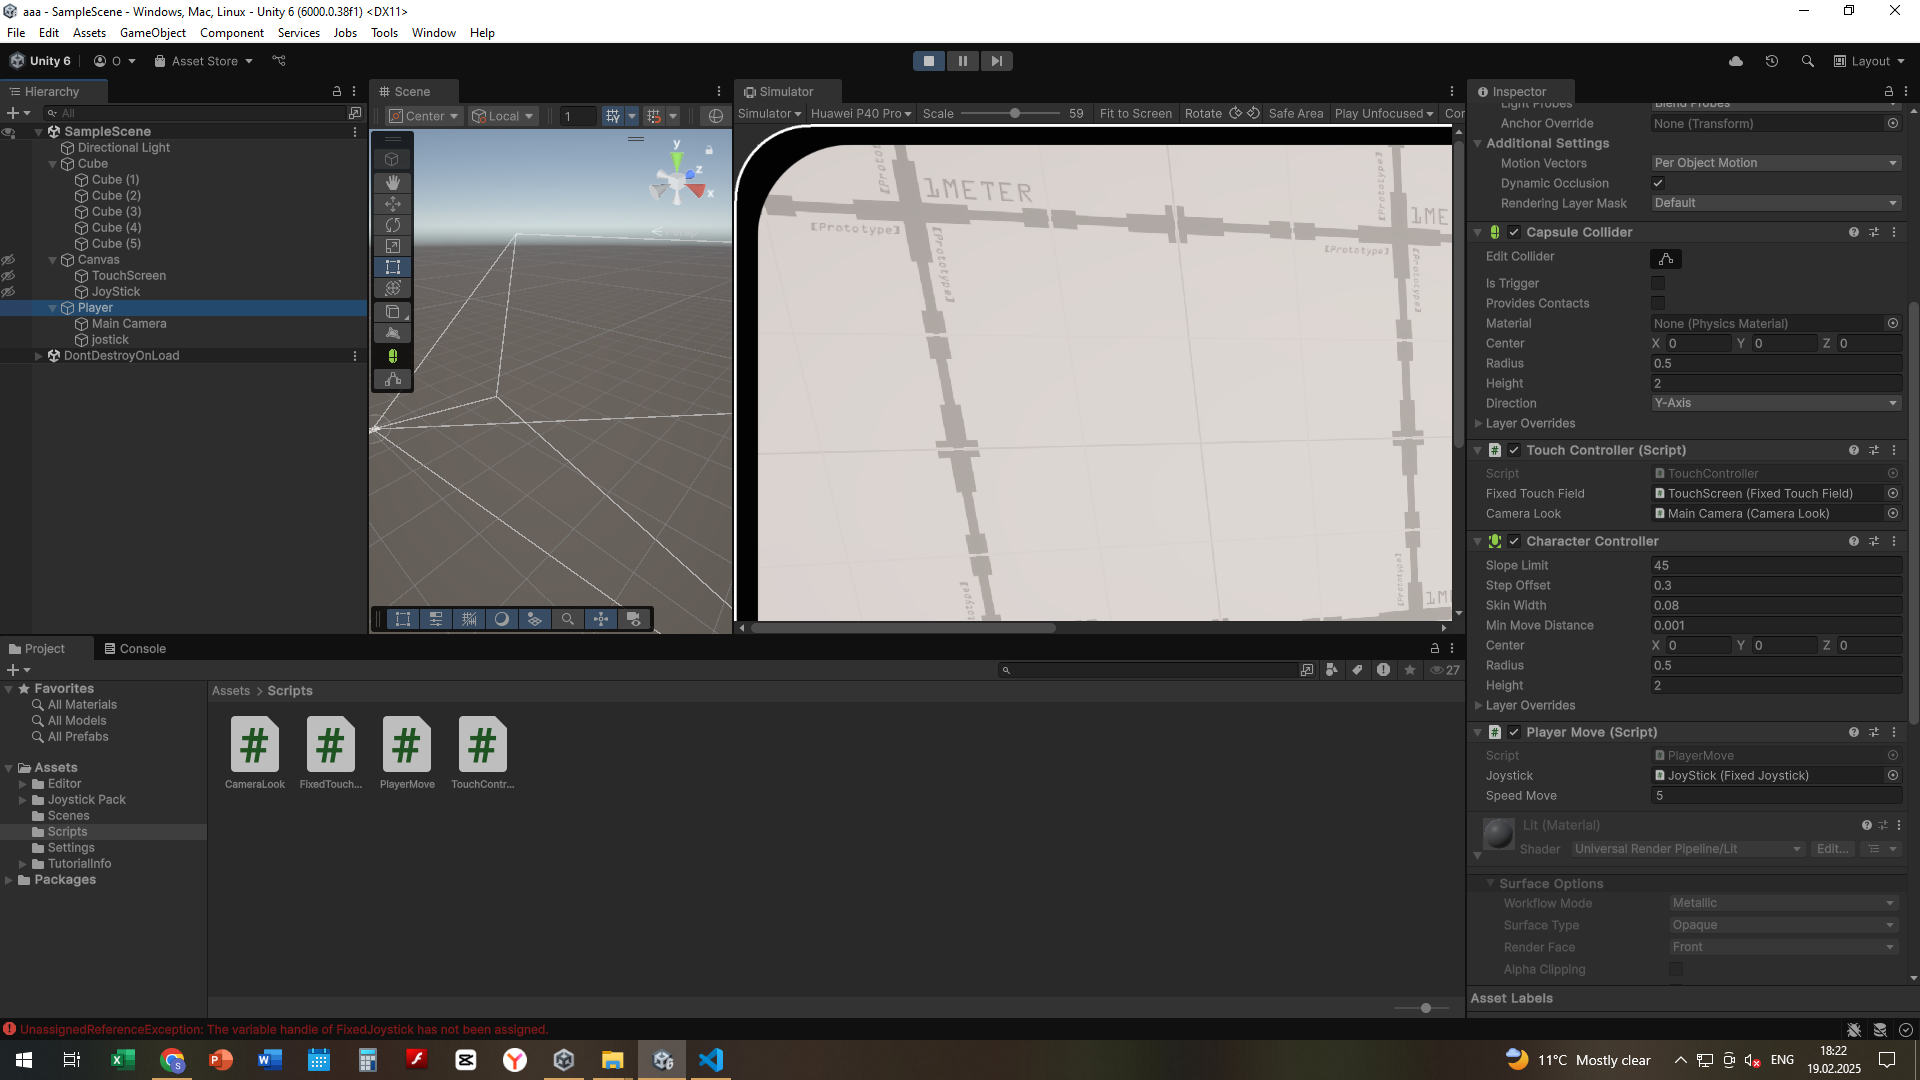 aaa - SampleScene - Windows, Mac, Linux - Unity 6 (6000.0.38f1) <DX11>
File Edit Assets GameObject Component Services Jobs Tools Window Help
Unity 6 O Asset Store Layout
Hierarchy
All
SampleScene
Directional Light
Cube
Cube (1)
Cube (2)
Cube (3)
Cube (4)
Cube (5)
Canvas
TouchScreen
JoyStick
Player
Main Camera
jostick
DontDestroyOnLoad
Scene
Center Local 1
y
z
x
Simulator
Simulator Huawei P40 Pro Scale 59 Fit to Screen Rotate Safe Area Play Unfocused Cor
1METER
[Prototype]
[Prototype]
[Prototype]
[Prototype]
[Prototype]
[Prototype]
1ME
Inspector
Light Probes Blend Probes
Anchor Override None (Transform)
Additional Settings
Motion Vectors Per Object Motion
Dynamic Occlusion
Rendering Layer Mask Default
Capsule Collider
Edit Collider
Is Trigger
Provides Contacts
Material None (Physics Material)
Center X 0 Y 0 Z 0
Radius 0.5
Height 2
Direction Y-Axis
Layer Overrides
Touch Controller (Script)
Script TouchController
Fixed Touch Field TouchScreen (Fixed Touch Field)
Camera Look Main Camera (Camera Look)
Character Controller
Slope Limit 45
Step Offset 0.3
Skin Width 0.08
Min Move Distance 0.001
Center X 0 Y 0 Z 0
Radius 0.5
Height 2
Layer Overrides
Player Move (Script)
Script PlayerMove
Joystick JoyStick (Fixed Joystick)
Speed Move 5
Lit (Material)
Shader Universal Render Pipeline/Lit Edit...
Surface Options
Workflow Mode Metallic
Surface Type Opaque
Render Face Front
Alpha Clipping
Asset Labels
Project Console
27
Favorites
All Materials
All Models
All Prefabs
Assets
Editor
Joystick Pack
Scenes
Scripts
Settings
TutorialInfo
Packages
Assets > Scripts
CameraLook FixedTouch... PlayerMove TouchContr...
UnassignedReferenceException: The variable handle of FixedJoystick has not been assigned.
11°C Mostly clear ENG 18:22
19.02.2025